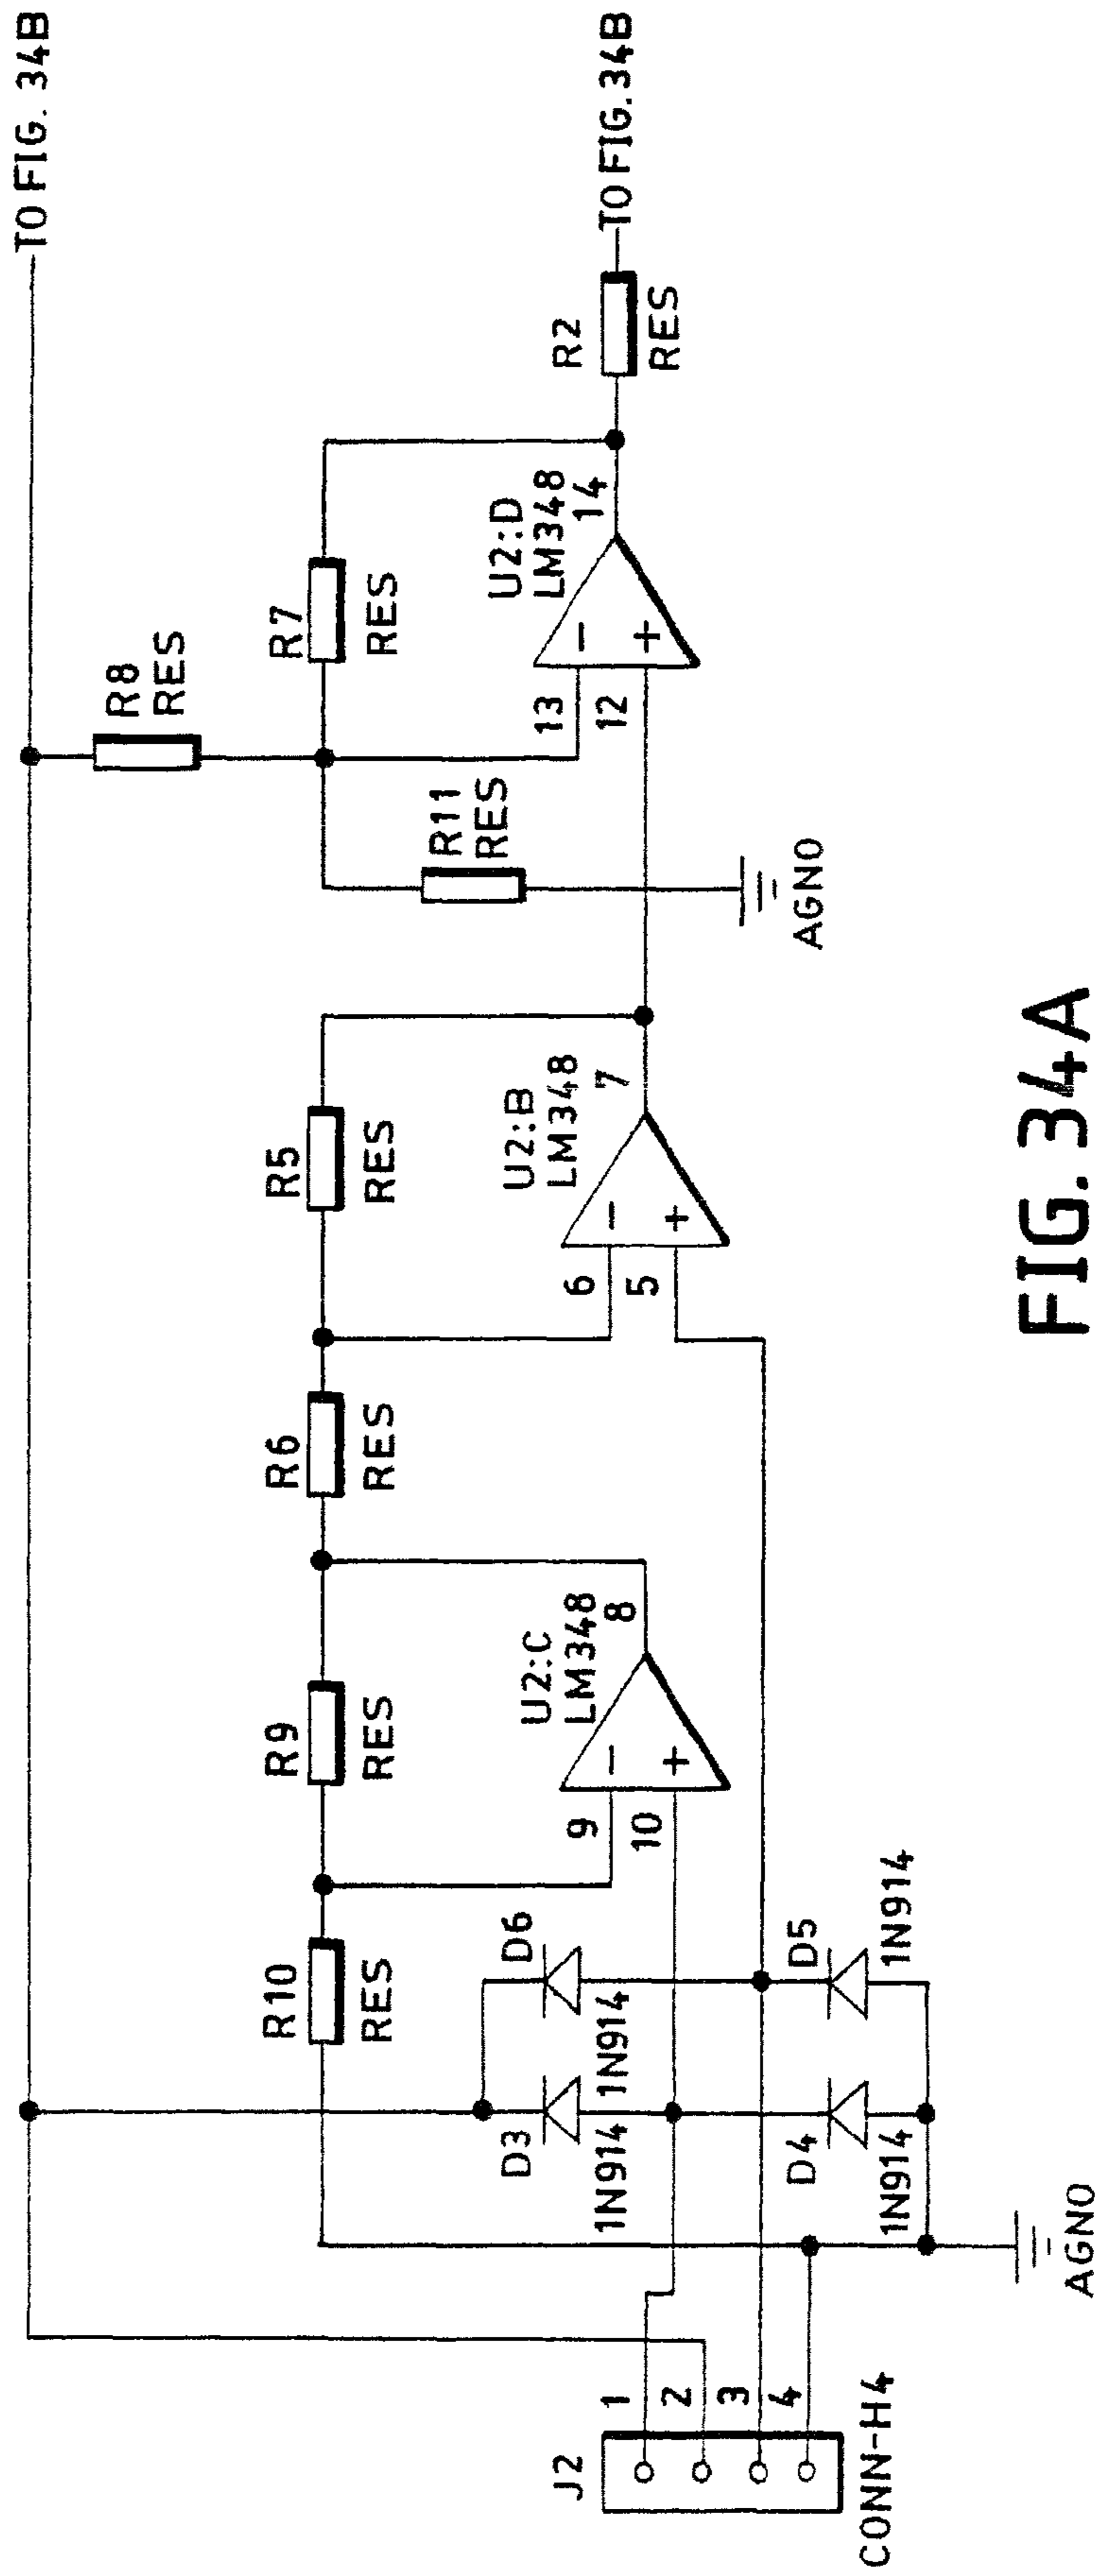 TO FIG. 34B
R8
RES
R10
RES
R9
RES
R6
RES
R5
RES
R7
RES
R11
RES
D6
1N914
D3
1N914
U2:C
LM348
9
10
8
U2:B
LM348
6
5
7
U2:D
LM348
13
12
14
R2
RES
TO FIG. 34B
J2
1
2
3
4
CONN-H4
D4
1N914
D5
1N914
AGNO
AGNO
FIG. 34A